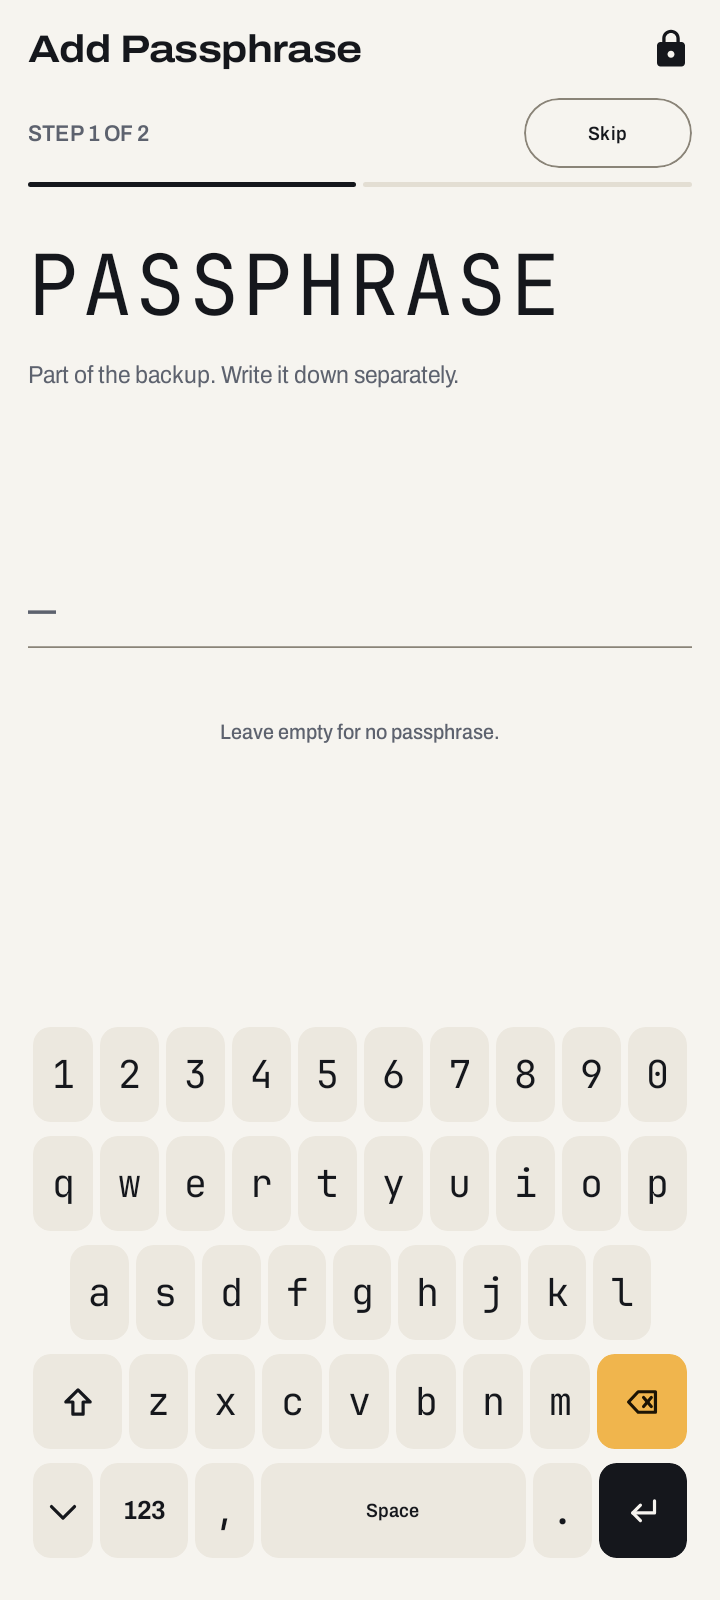 Add Passphrase
STEP 1 OF 2
Skip
PASSPHRASE
Part of the backup. Write it down separately.
Leave empty for no passphrase.
1 2 3 4 5 6 7 8 9 0
q w e r t y u i o p
a s d f g h j k l
z x c v b n m
123 , Space .